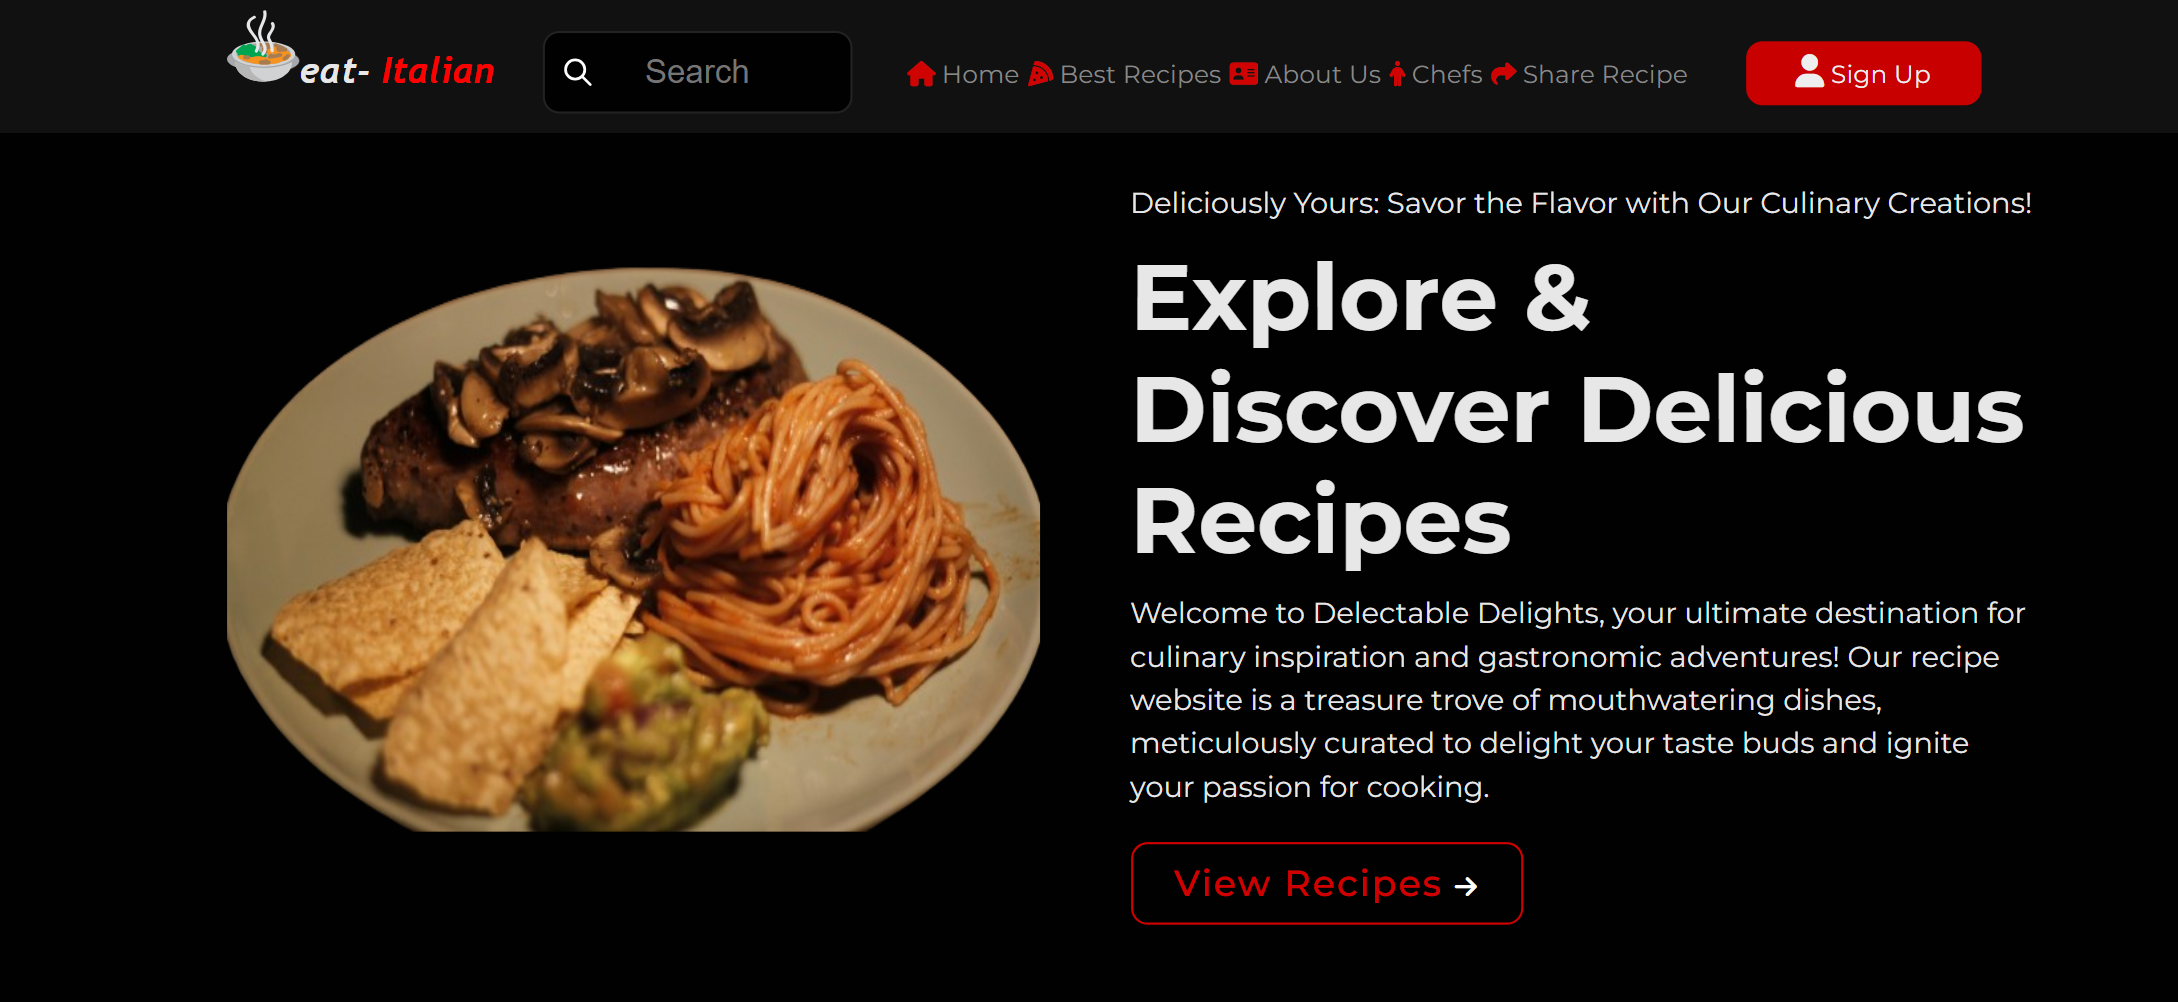 eat- Italian
Search
Home Best Recipes About Us Chefs Share Recipe
Sign Up
Deliciously Yours: Savor the Flavor with Our Culinary Creations!
Explore &
Discover Delicious
Recipes
Welcome to Delectable Delights, your ultimate destination for
culinary inspiration and gastronomic adventures! Our recipe
website is a treasure trove of mouthwatering dishes,
meticulously curated to delight your taste buds and ignite
your passion for cooking.
View Recipes →